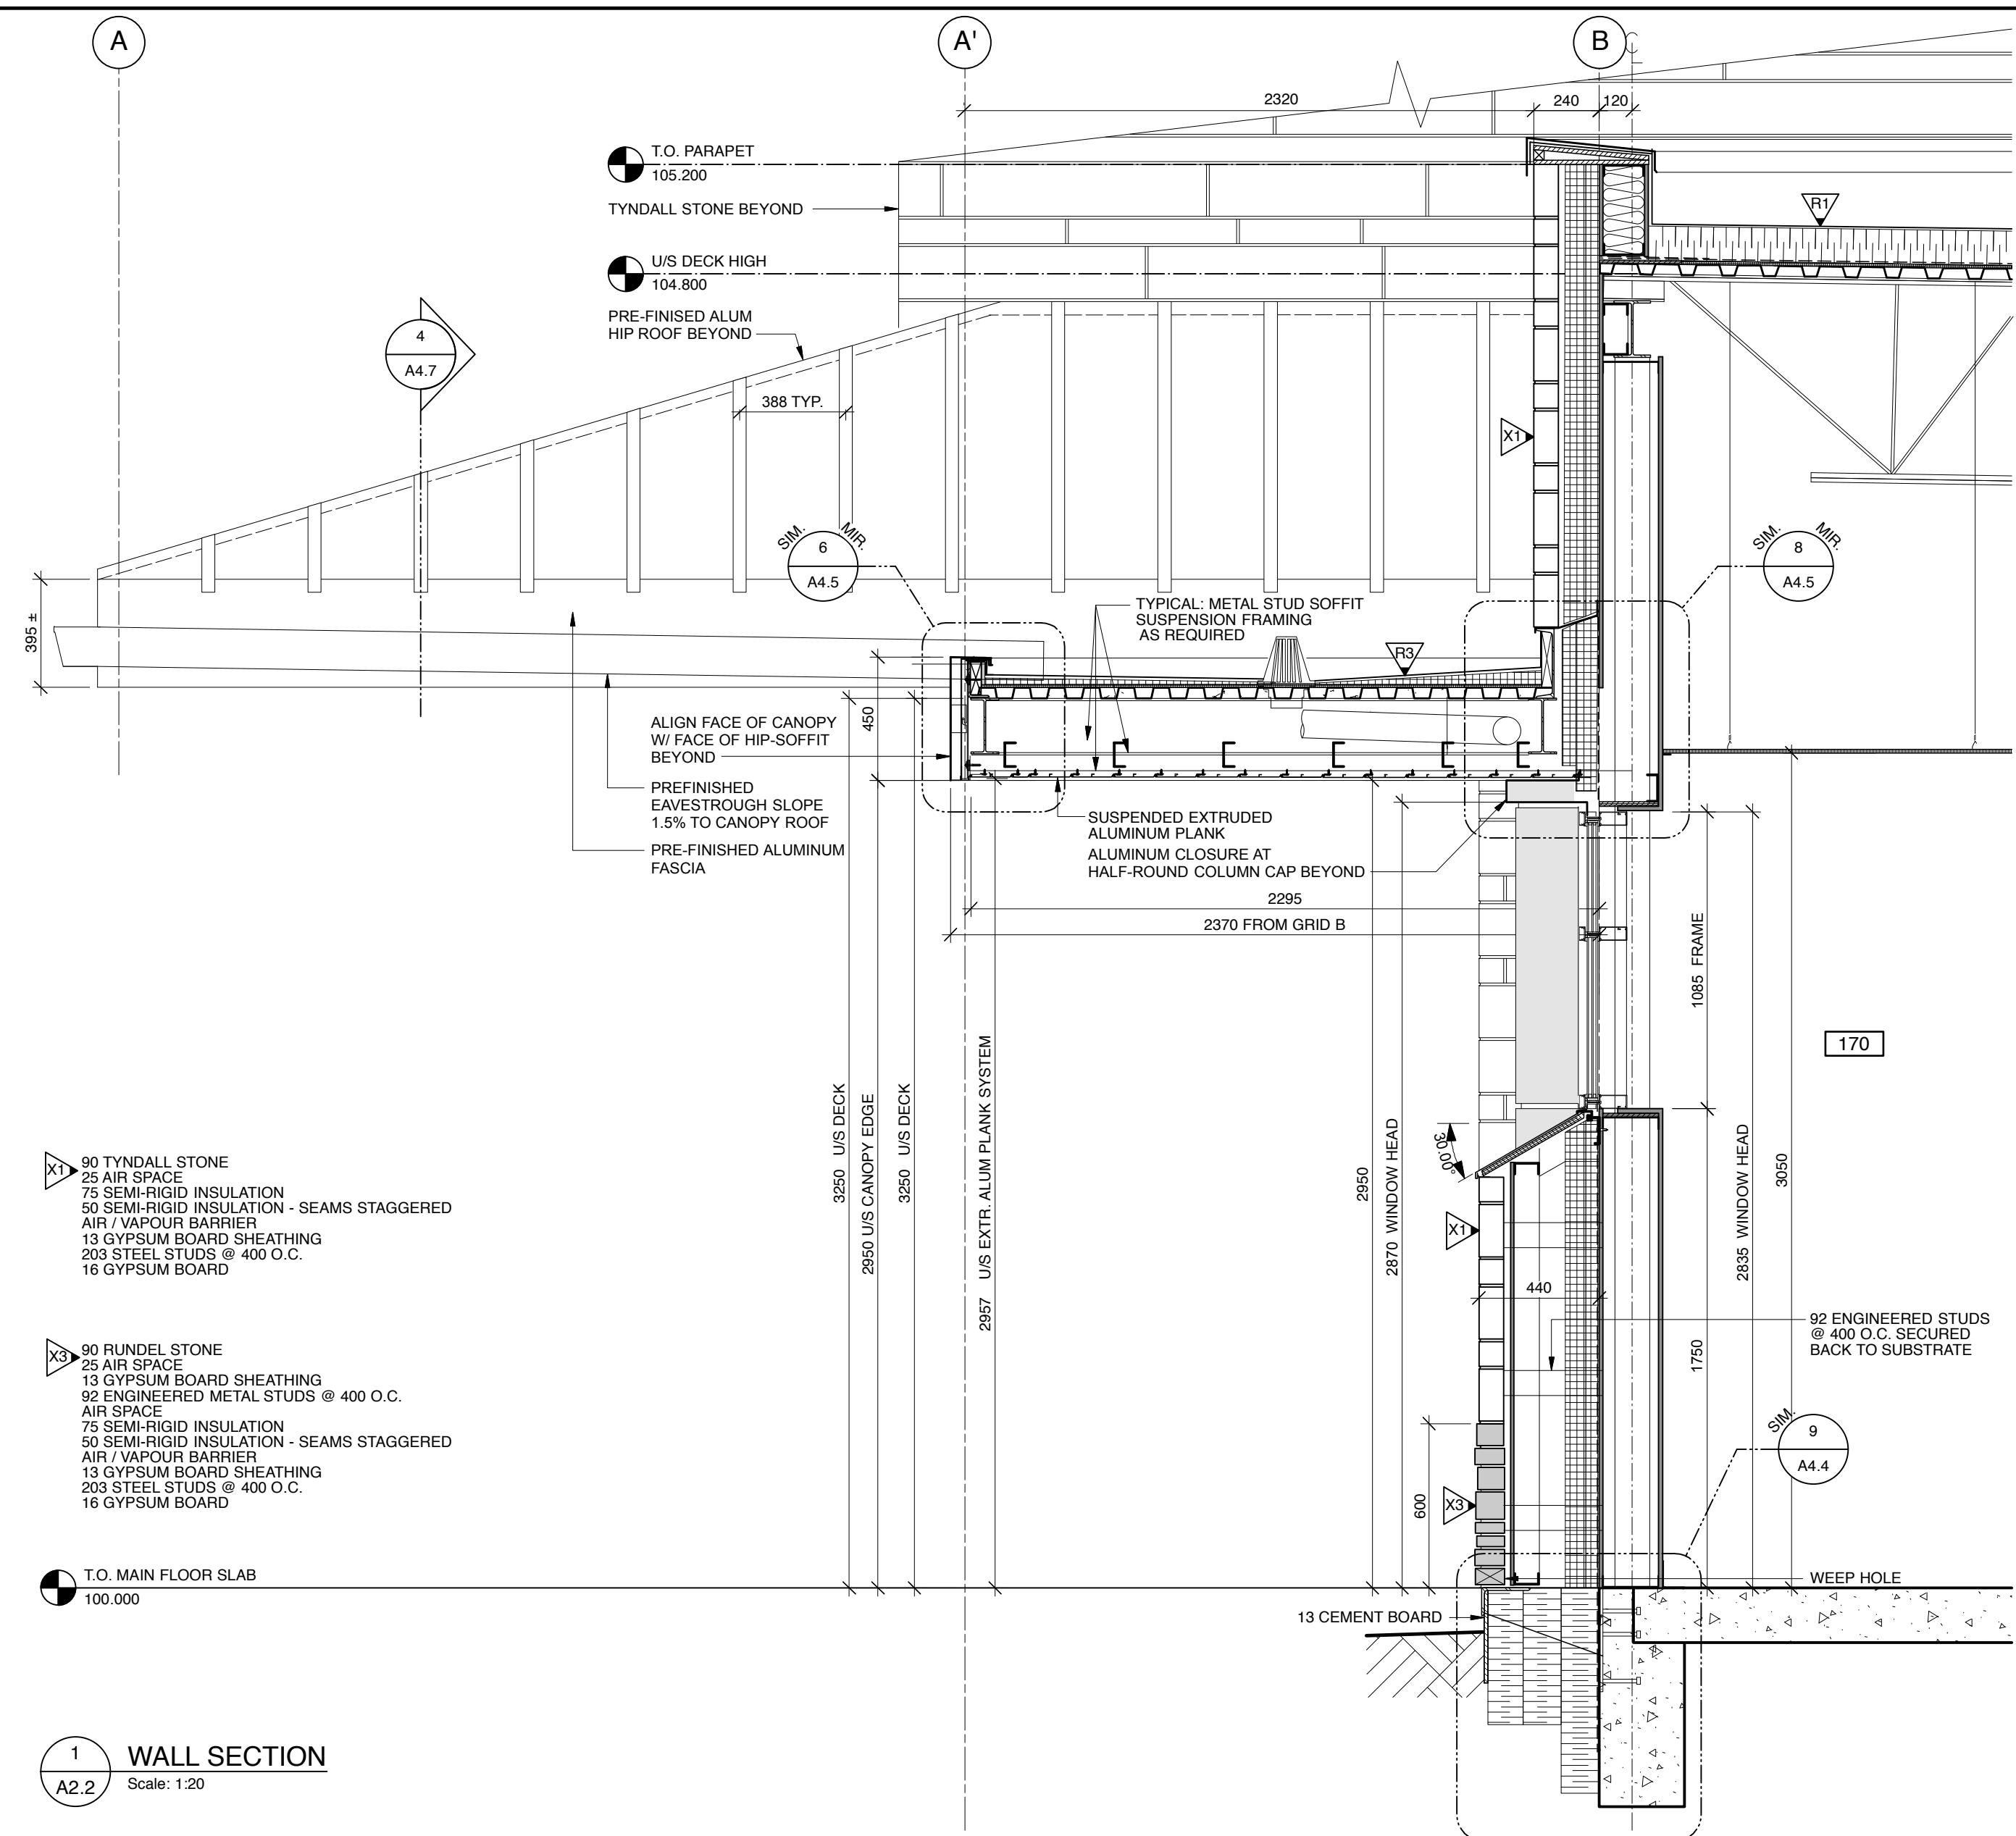 A
A'
B
2320
240
120
T.O. PARAPET
105.200
TYNDALL STONE BEYOND
R1
U/S DECK HIGH
104.800
PRE-FINISED ALUM
HIP ROOF BEYOND
4
A4.7
388 TYP.
X1
SIM.
MIR.
6
A4.5
SIM.
MIR.
8
A4.5
395 ±
TYPICAL: METAL STUD SOFFIT
SUSPENSION FRAMING
AS REQUIRED
R3
450
ALIGN FACE OF CANOPY
W/ FACE OF HIP-SOFFIT
BEYOND
PREFINISHED
EAVESTROUGH SLOPE
1.5% TO CANOPY ROOF
PRE-FINISHED ALUMINUM
FASCIA
SUSPENDED EXTRUDED
ALUMINUM PLANK
ALUMINUM CLOSURE AT
HALF-ROUND COLUMN CAP BEYOND
2295
2370 FROM GRID B
1085 FRAME
170
3250 U/S DECK
2950 U/S CANOPY EDGE
3250 U/S DECK
2957 U/S EXTR. ALUM PLANK SYSTEM
2950
2870 WINDOW HEAD
30.00°
2835 WINDOW HEAD
3050
1750
X1
440
92 ENGINEERED STUDS
@ 400 O.C. SECURED
BACK TO SUBSTRATE
X1
90 TYNDALL STONE
25 AIR SPACE
75 SEMI-RIGID INSULATION
50 SEMI-RIGID INSULATION - SEAMS STAGGERED
AIR / VAPOUR BARRIER
13 GYPSUM BOARD SHEATHING
203 STEEL STUDS @ 400 O.C.
16 GYPSUM BOARD
X3
90 RUNDEL STONE
25 AIR SPACE
13 GYPSUM BOARD SHEATHING
92 ENGINEERED METAL STUDS @ 400 O.C.
AIR SPACE
75 SEMI-RIGID INSULATION
50 SEMI-RIGID INSULATION - SEAMS STAGGERED
AIR / VAPOUR BARRIER
13 GYPSUM BOARD SHEATHING
203 STEEL STUDS @ 400 O.C.
16 GYPSUM BOARD
600
X3
SIM.
9
A4.4
T.O. MAIN FLOOR SLAB
100.000
WEEP HOLE
13 CEMENT BOARD
1
A2.2
WALL SECTION
Scale: 1:20